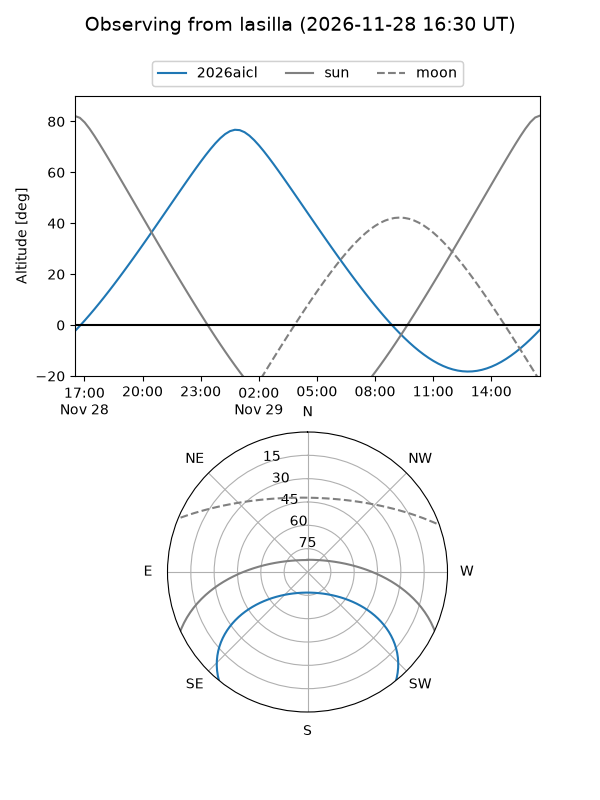 Observing from lasilla (2026-11-28 16:30 UT)
2026aicl sun moon
Altitude [deg]
80
60
40
20
0
−20
17:00 20:00 23:00 02:00 05:00 08:00 11:00 14:00
Nov 28 Nov 29
N
NE NW
15
30
45
60
75
E W
SE SW
S